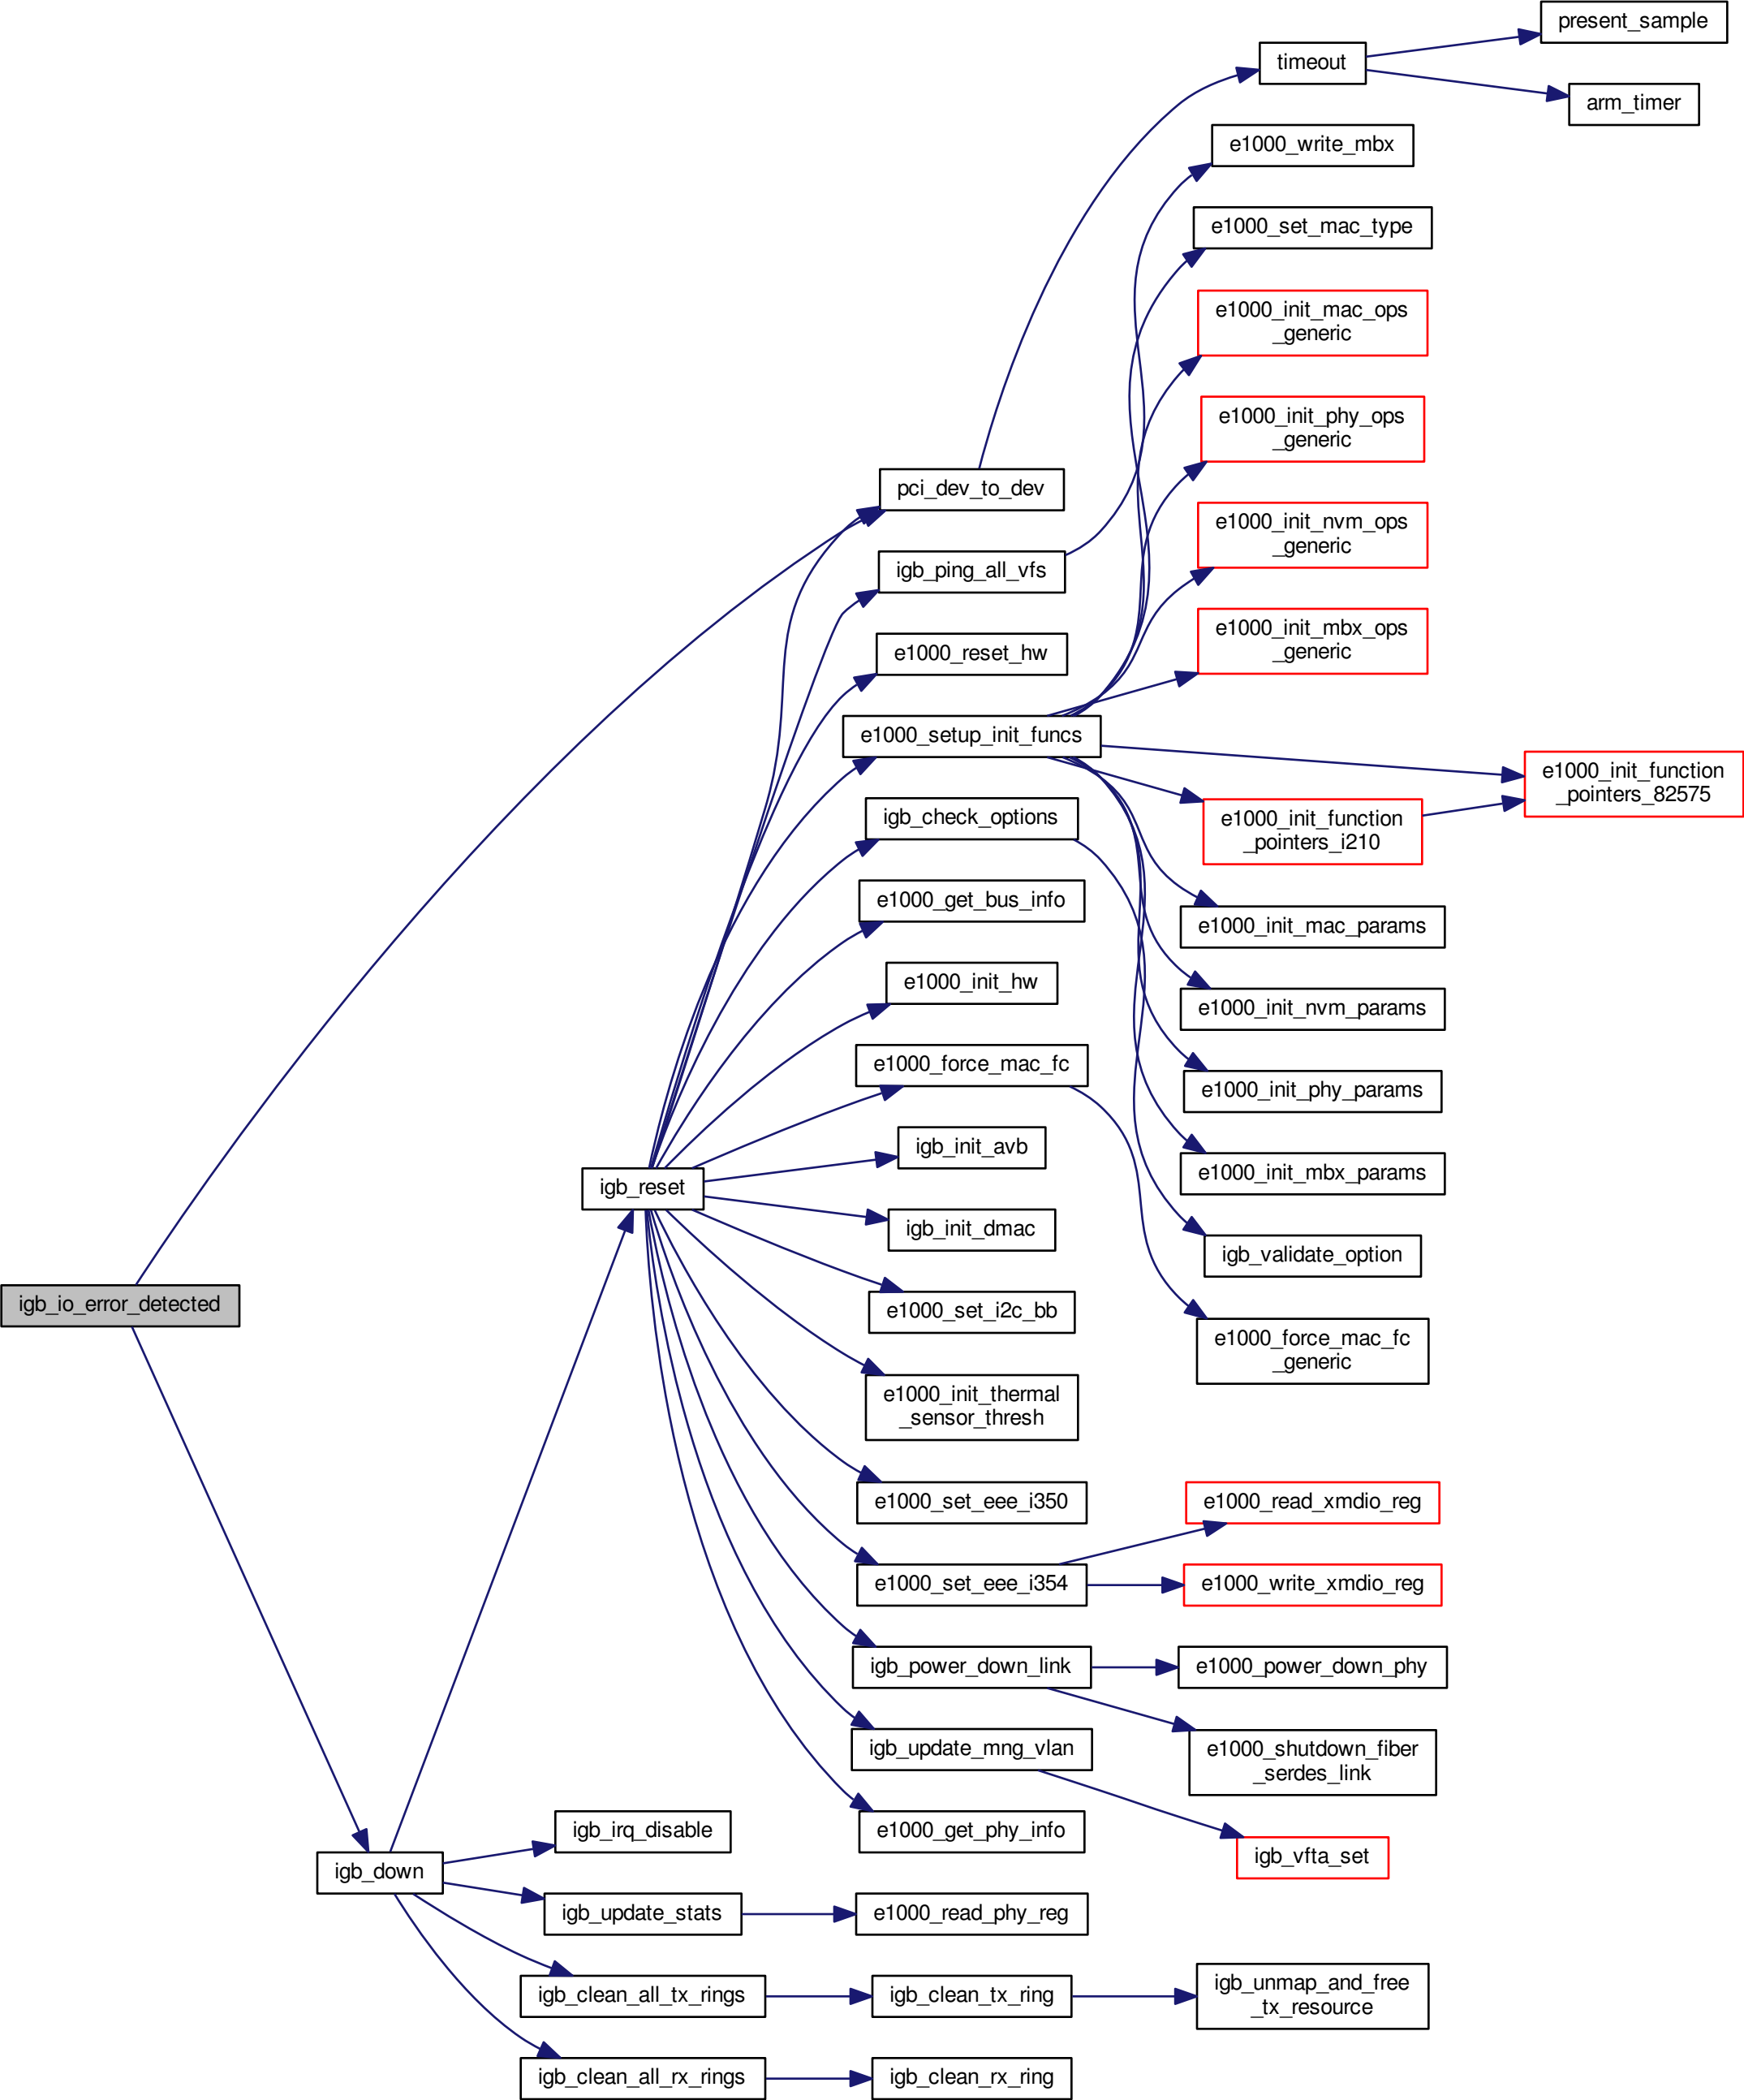 present_sample
timeout
arm_timer
e1000_write_mbx
e1000_set_mac_type
e1000_init_mac_ops
_generic
e1000_init_phy_ops
_generic
pci_dev_to_dev
e1000_init_nvm_ops
_generic
igb_ping_all_vfs
e1000_init_mbx_ops
_generic
e1000_reset_hw
e1000_setup_init_funcs
e1000_init_function
_pointers_82575
igb_check_options
e1000_init_function
_pointers_i210
e1000_get_bus_info
e1000_init_mac_params
e1000_init_hw
e1000_init_nvm_params
e1000_force_mac_fc
e1000_init_phy_params
igb_init_avb
e1000_init_mbx_params
igb_reset
igb_init_dmac
igb_validate_option
igb_io_error_detected
e1000_set_i2c_bb
e1000_force_mac_fc
_generic
e1000_init_thermal
_sensor_thresh
e1000_set_eee_i350
e1000_read_xmdio_reg
e1000_set_eee_i354
e1000_write_xmdio_reg
igb_power_down_link
e1000_power_down_phy
igb_update_mng_vlan
e1000_shutdown_fiber
_serdes_link
igb_irq_disable
e1000_get_phy_info
igb_vfta_set
igb_down
igb_update_stats
e1000_read_phy_reg
igb_clean_all_tx_rings
igb_clean_tx_ring
igb_unmap_and_free
_tx_resource
igb_clean_all_rx_rings
igb_clean_rx_ring